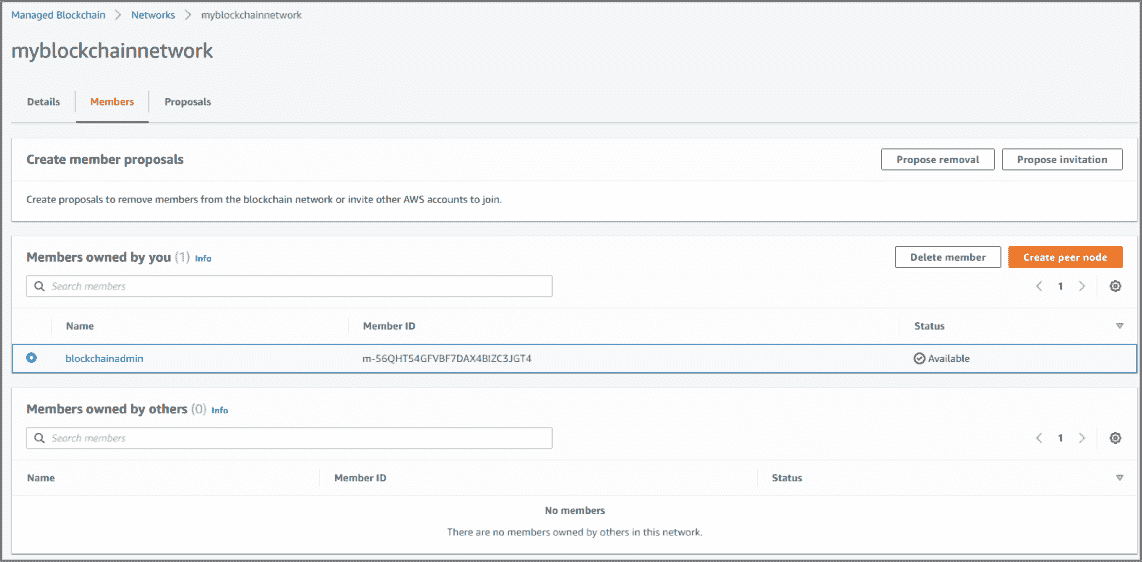 Managed Blockchain > Networks > myblockchainnetwork
myblockchainnetwork
Details Members Proposals
Create member proposals Propose removal Propose invitation
Create proposals to remove members from the blockchain network or invite other AWS accounts to join.
Members owned by you (1) Info Delete member Create peer node
Search members < 1 >
Name Member ID Status
blockchainadmin m-S6QHT54GFVBF7DAX4BIZC3JGT4 Available
Members owned by others (0) Info
Search members < 1 >
Name Member ID Status
No members
There are no members owned by others in this network.